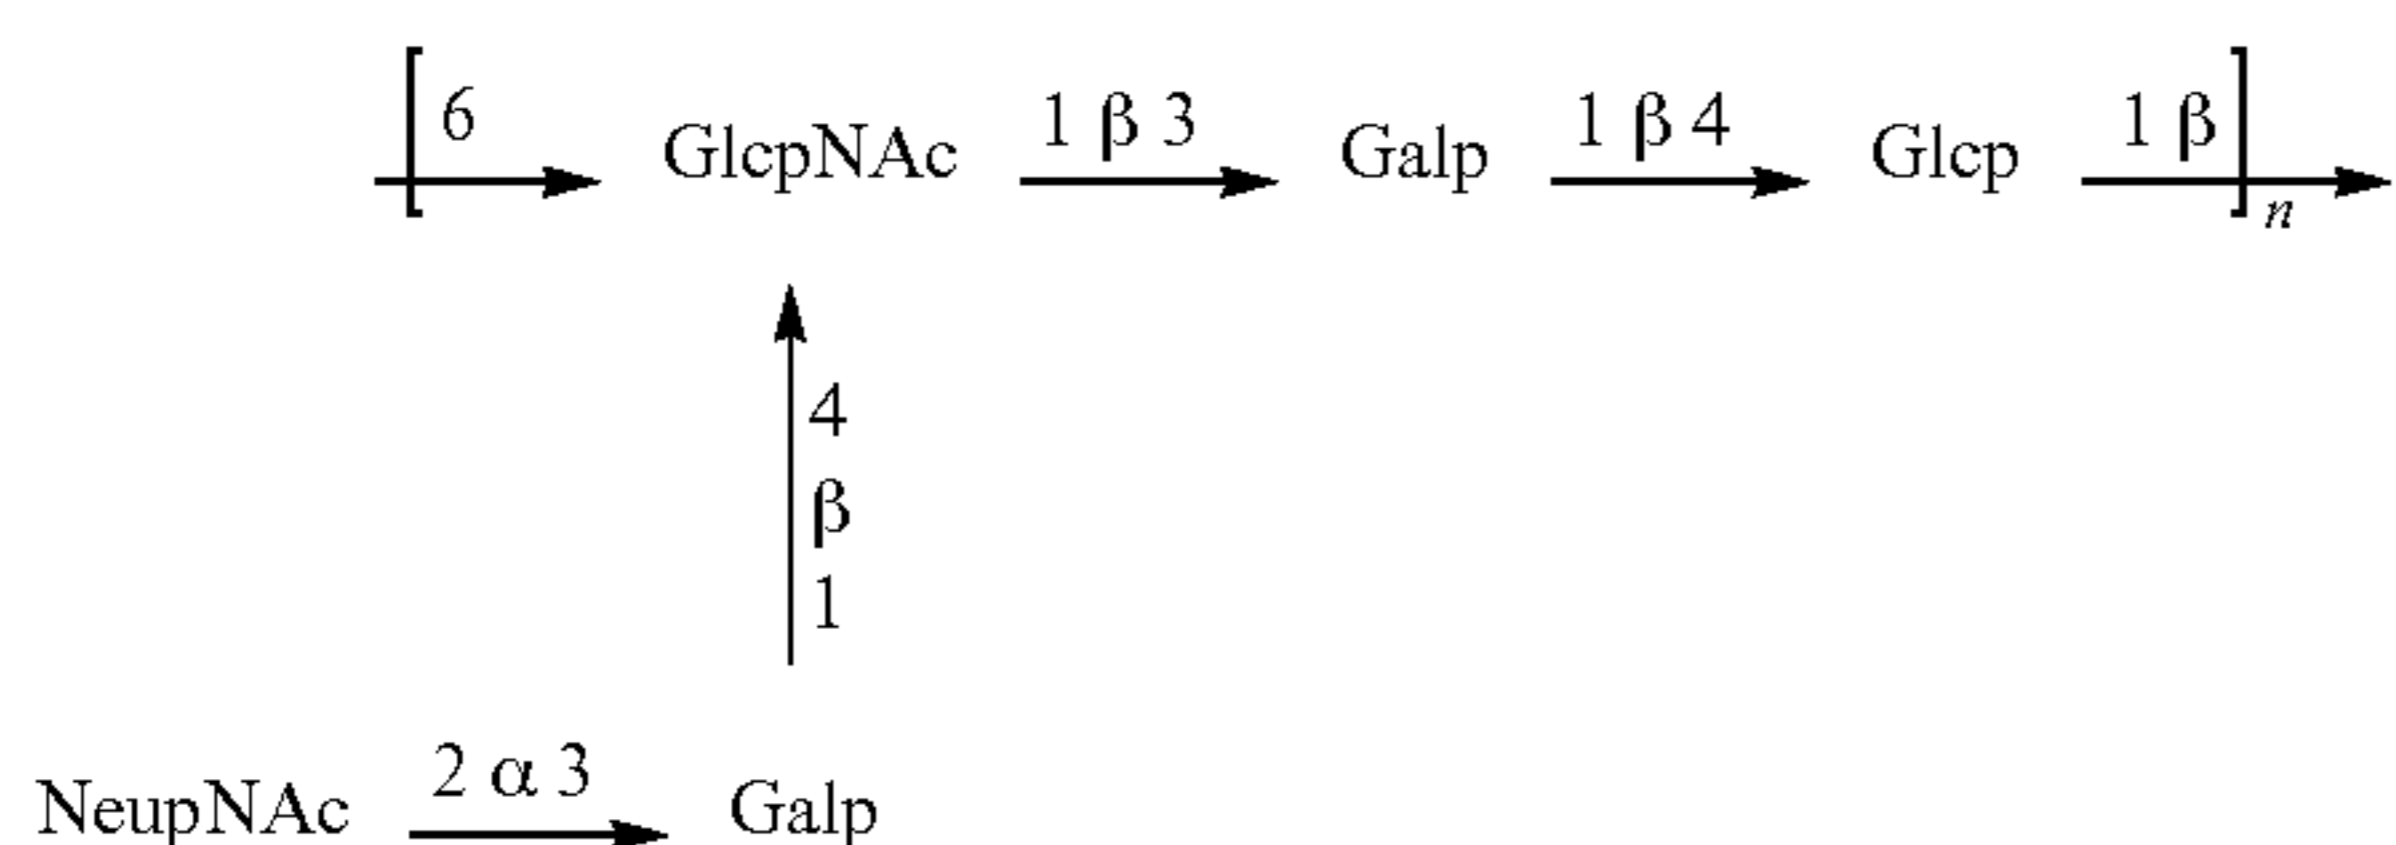 6 GlcpNAc 1 β 3 Galp 1 β 4 Glcp 1 β n
4
β
1
NeupNAc 2 α 3 Galp